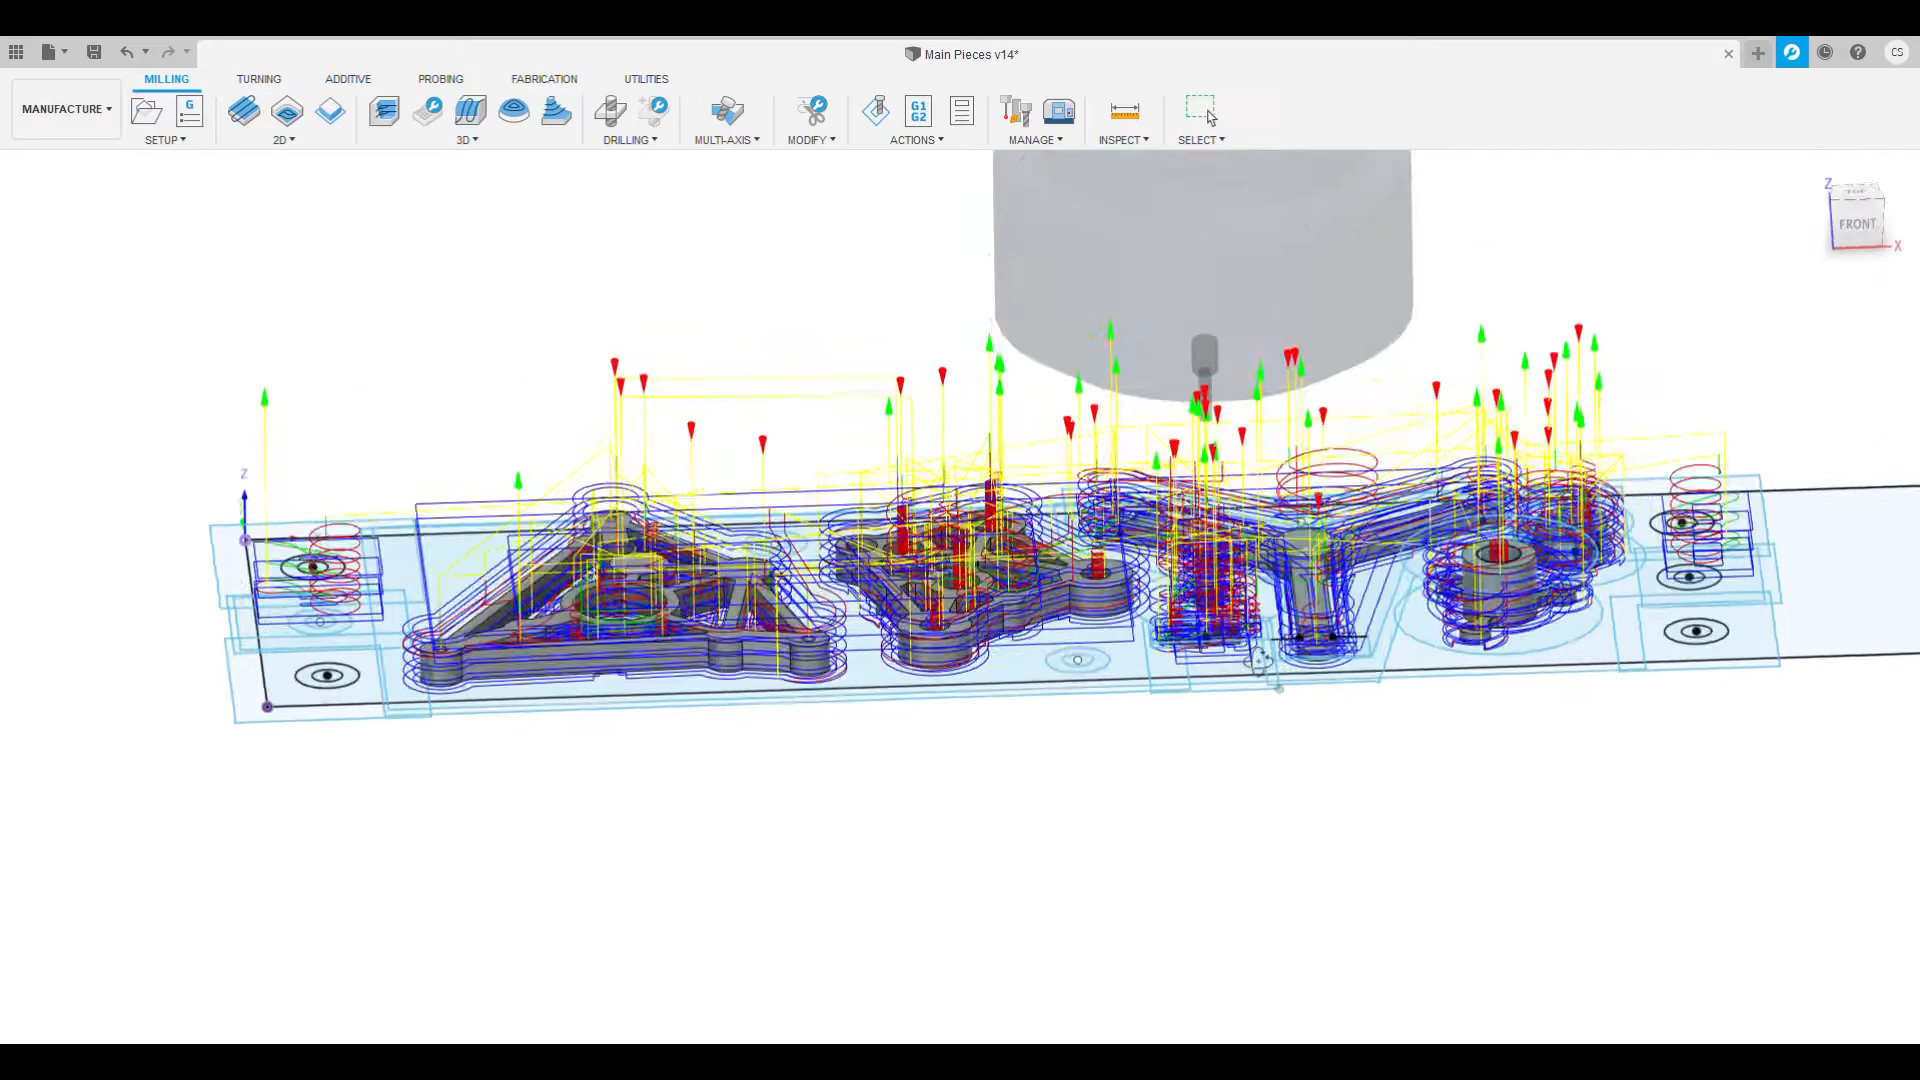 Main Pieces v14*
CS
MANUFACTURE
MILLING
TURNING
ADDITIVE
PROBING
FABRICATION
UTILITIES
G
G1
G2
SETUP
2D
3D
DRILLING
MULTI-AXIS
MODIFY
ACTIONS
MANAGE
INSPECT
SELECT
Z
TOP
FRONT
X
Z